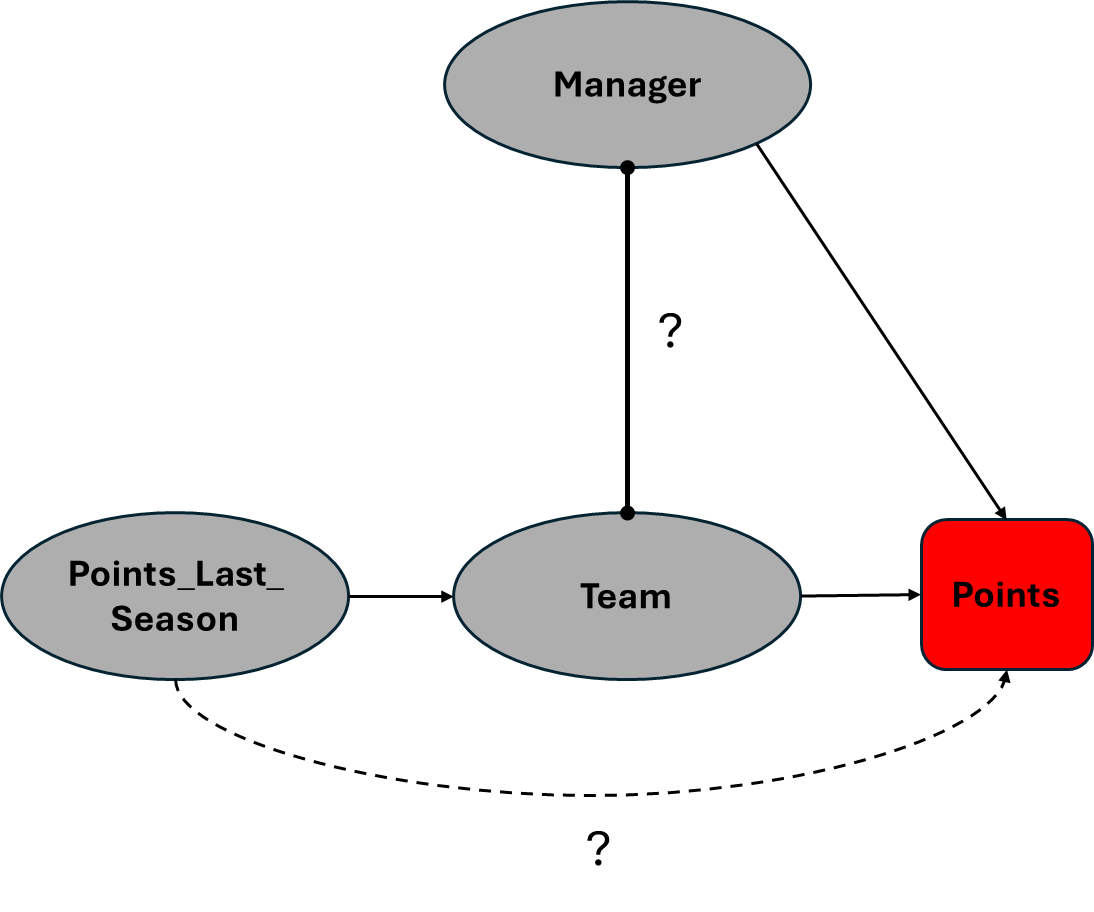 Manager
?
Points_Last_
Season
Team
Points
?